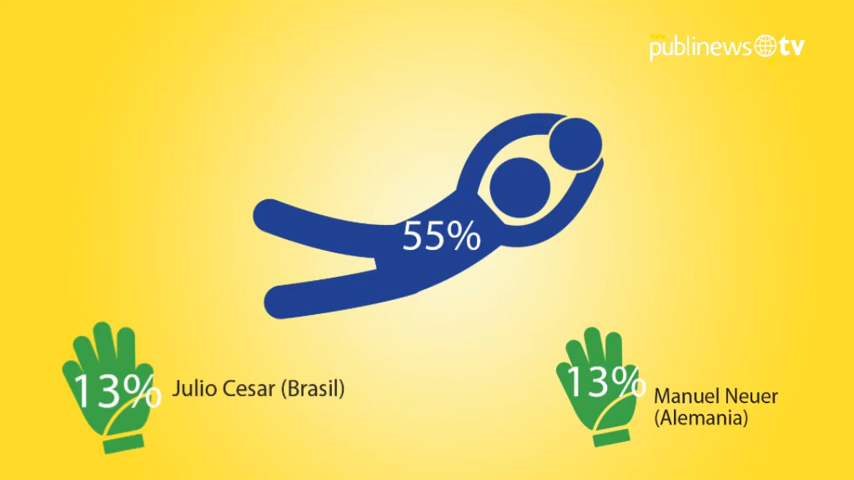 publinews tv
55%
13%
Julio Cesar (Brasil)
13%
Manuel Neuer
(Alemania)